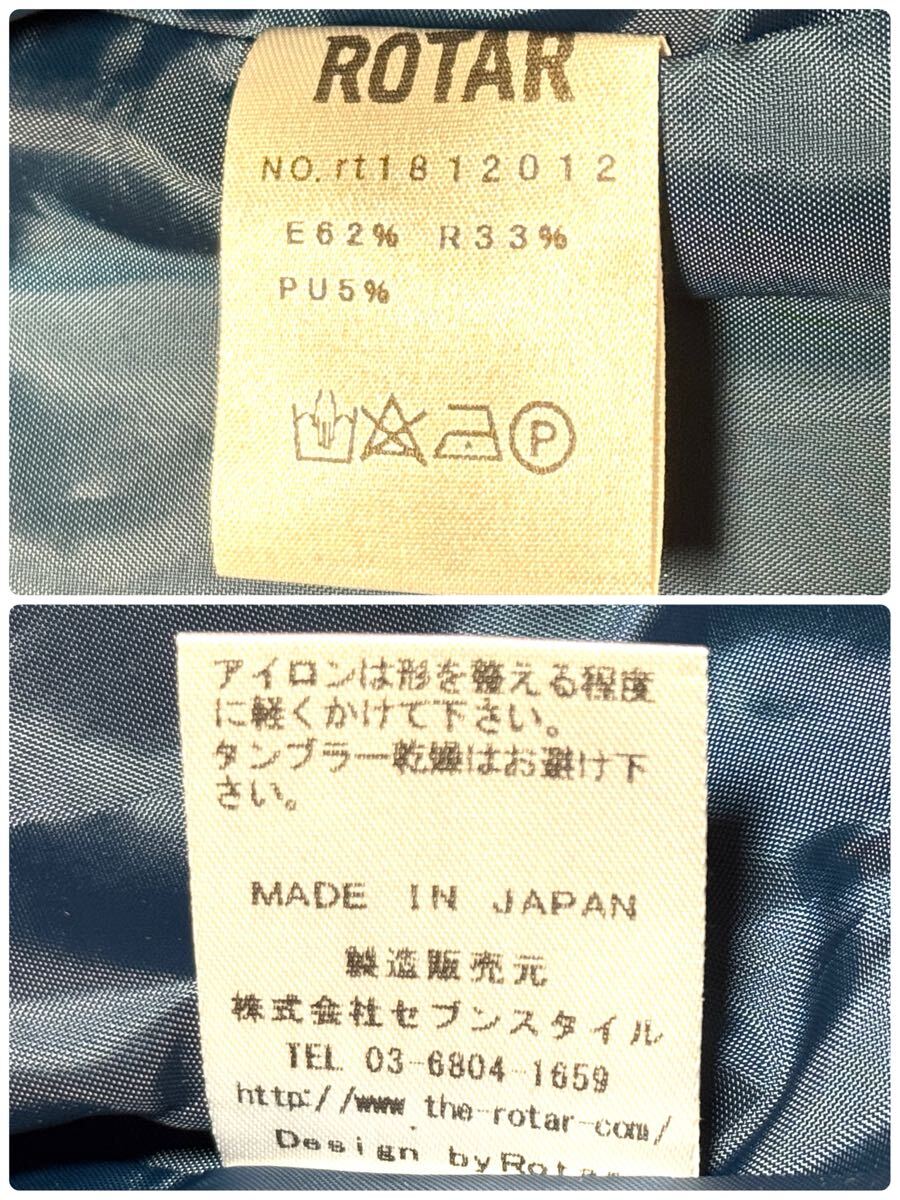 ROTAR
NO.rt1812012
E62% R33%
PU5%
P
アイロンは形を整える程度
に軽くかけて下さい。
タンブラー乾燥はお避け下
さい。
MADE IN JAPAN
製造販売元
株式会社セブンスタイル
TEL 03-6804-1659
http://www.the-rotar-com/
Design byRotar